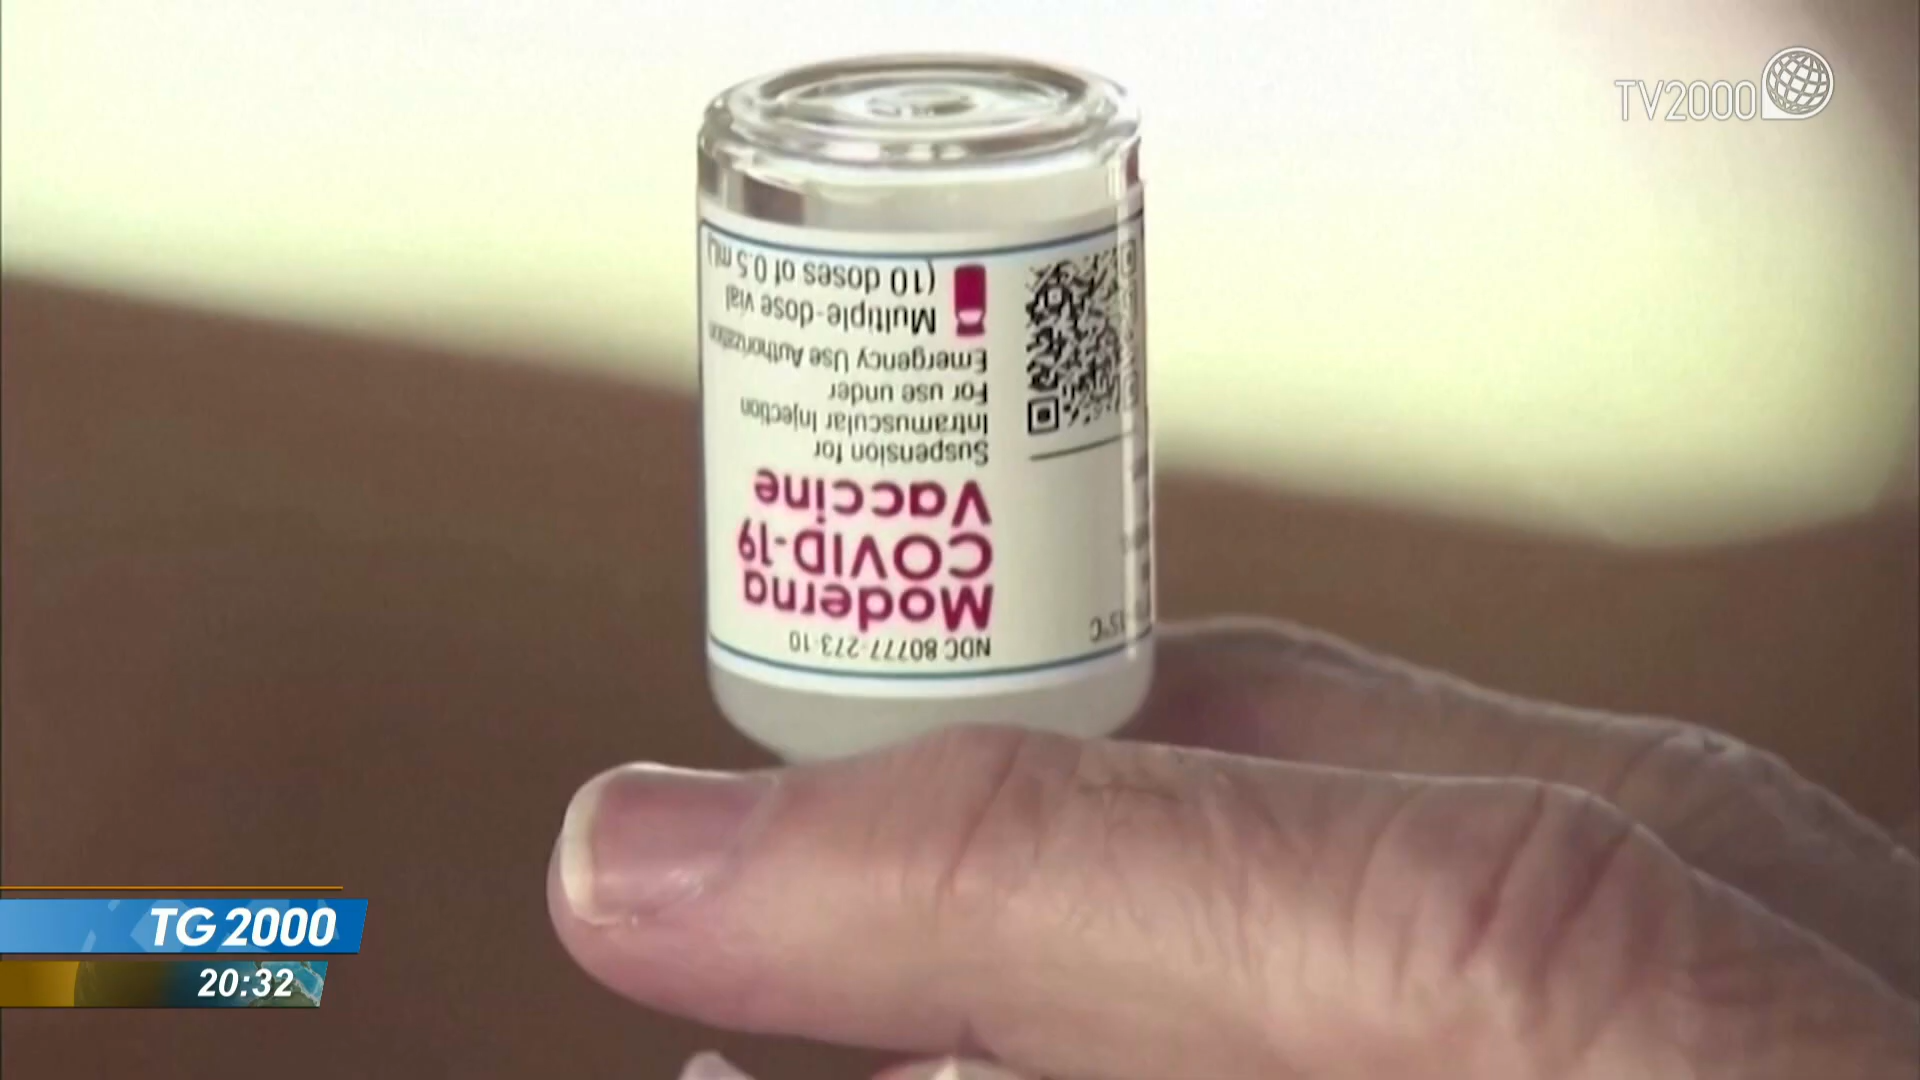 TV2000
NDC 80777-273-10
Moderna
COVID-19
Vaccine
Suspension for
Intramuscular Injection
For use under
Emergency Use Authorization
Multiple-dose vial
(10 doses of 0.5 mL)
15°C
TG 2000
20:32